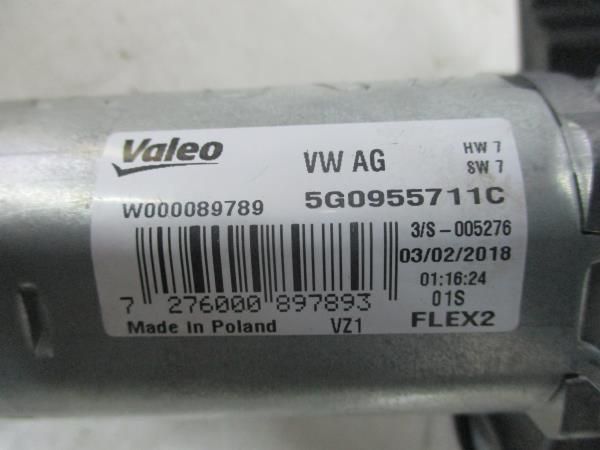 Valeo VW AG HW 7
SW 7
W000089789 5G0955711C
3/S-005276
03/02/2018
01:16:24
7 276000 897893 01S
Made in Poland VZ1 FLEX2